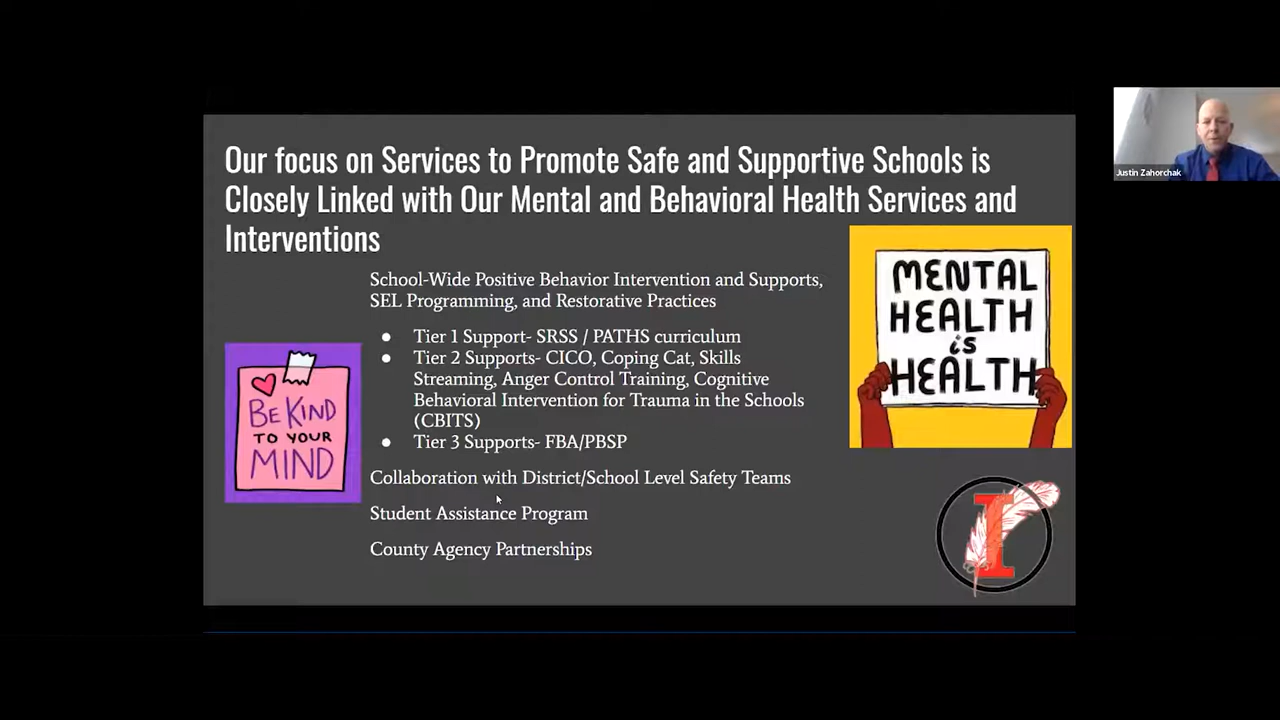 Our focus on Services to Promote Safe and Supportive Schools is
Closely Linked with Our Mental and Behavioral Health Services and
Interventions
School-Wide Positive Behavior Intervention and Supports,
SEL Programming, and Restorative Practices
● Tier 1 Support- SRSS / PATHS curriculum
● Tier 2 Supports- CICO, Coping Cat, Skills
Streaming, Anger Control Training, Cognitive
Behavioral Intervention for Trauma in the Schools
(CBITS)
● Tier 3 Supports- FBA/PBSP
Collaboration with District/School Level Safety Teams
Student Assistance Program
County Agency Partnerships
BE KIND
TO YOUR
MIND
MENTAL
HEALTH
is
HEALTH
I
Justin Zahorchak